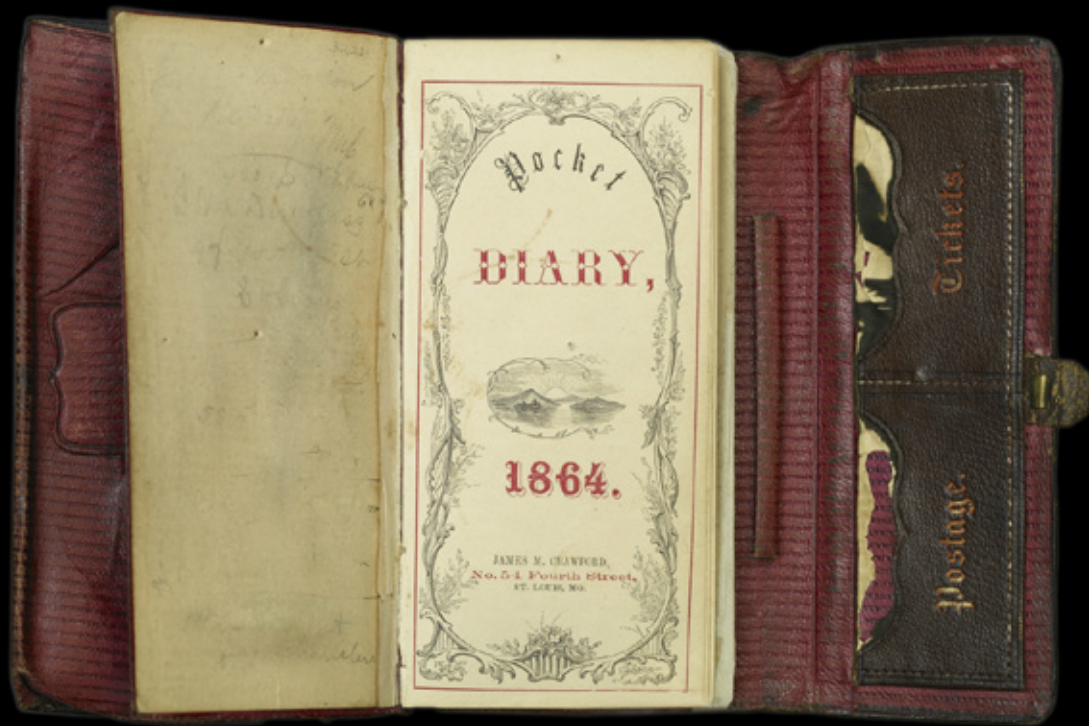 Pocket
DIARY,
1864.
JAMES M. CRAWFORD,
No. 54 Fourth Street,
ST. LOUIS, MO.
Tickets.
Postage.